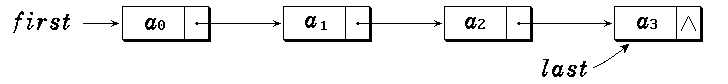 first a₀ a₁ a₂ a₃ ∧
last